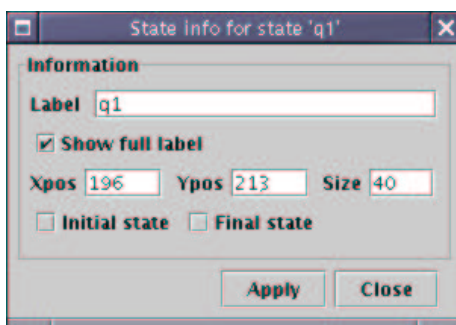 State info for state 'q1'
Information
Label q1
Show full label
Xpos 196 Ypos 213 Size 40
Initial state Final state
Apply Close